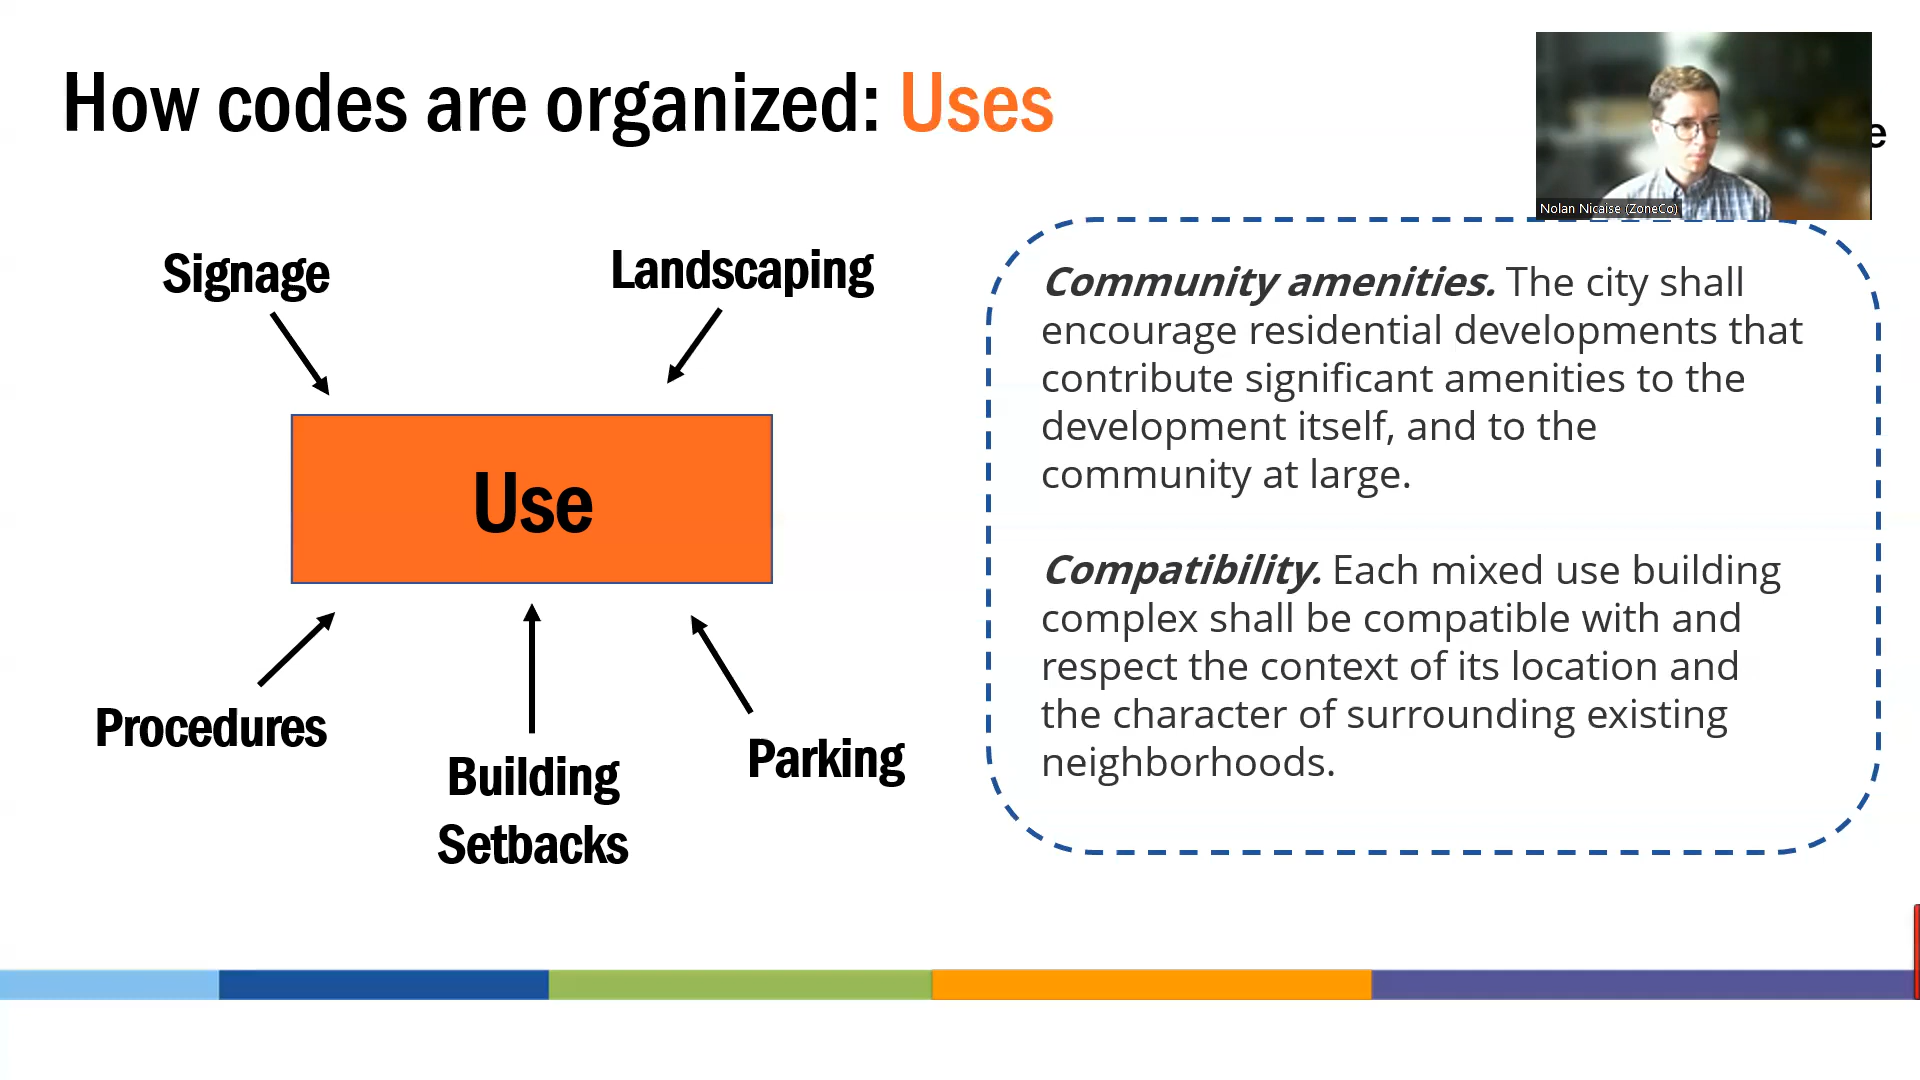 How codes are organized: Uses
e
Nolan Nicaise (ZoneCo)
Signage
Landscaping
Use
Procedures
Building
Setbacks
Parking
Community amenities. The city shall
encourage residential developments that
contribute significant amenities to the
development itself, and to the
community at large.
Compatibility. Each mixed use building
complex shall be compatible with and
respect the context of its location and
the character of surrounding existing
neighborhoods.